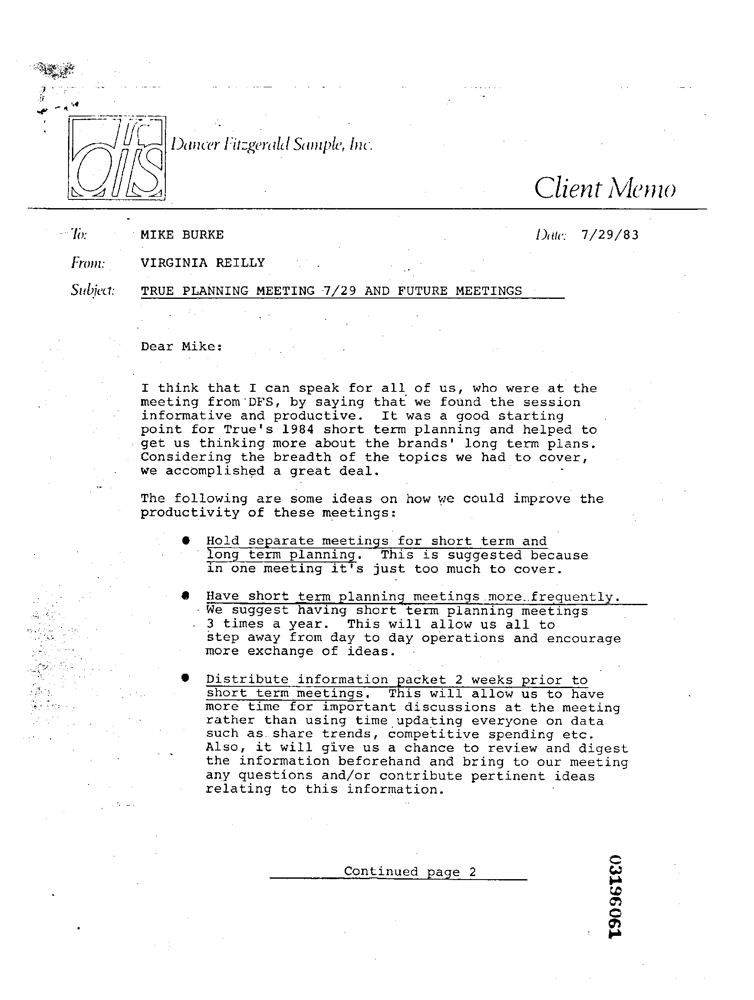 dfs
Dancer Fitzgerald Sample, Inc.
Client Memo
To: MIKE BURKE Date: 7/29/83
From: VIRGINIA REILLY
Subject: TRUE PLANNING MEETING 7/29 AND FUTURE MEETINGS
Dear Mike:
I think that I can speak for all of us, who were at the
meeting from DFS, by saying that we found the session
informative and productive. It was a good starting
point for True's 1984 short term planning and helped to
get us thinking more about the brands' long term plans.
Considering the breadth of the topics we had to cover,
we accomplished a great deal.
The following are some ideas on how we could improve the
productivity of these meetings:
● Hold separate meetings for short term and
long term planning. This is suggested because
in one meeting it's just too much to cover.
● Have short term planning meetings more frequently.
We suggest having short term planning meetings
3 times a year. This will allow us all to
step away from day to day operations and encourage
more exchange of ideas.
● Distribute information packet 2 weeks prior to
short term meetings. This will allow us to have
more time for important discussions at the meeting
rather than using time updating everyone on data
such as share trends, competitive spending etc.
Also, it will give us a chance to review and digest
the information beforehand and bring to our meeting
any questions and/or contribute pertinent ideas
relating to this information.
Continued page 2
03196061